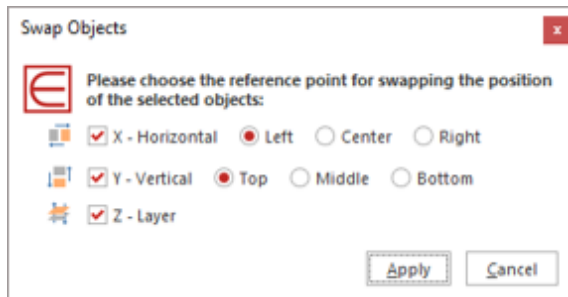 Swap Objects
x
Please choose the reference point for swapping the position
of the selected objects:
X - Horizontal Left Center Right
Y - Vertical Top Middle Bottom
Z - Layer
Apply Cancel